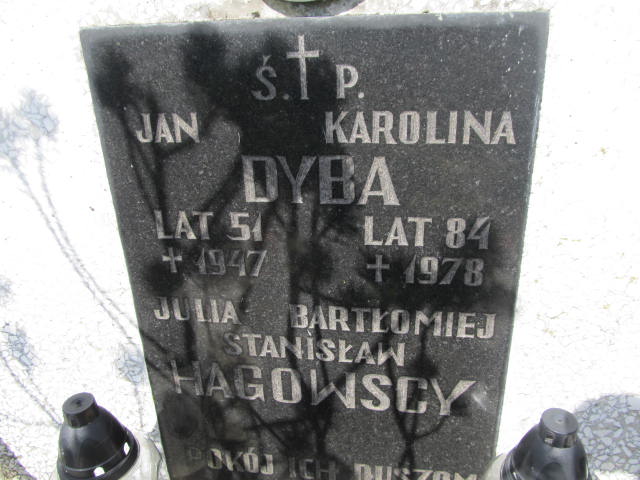 Ś. P.
JAN KAROLINA
DYBA
LAT 51 LAT 84
+ 1947 + 1978
JULIA BARTŁOMIEJ
STANISŁAW
HAGOWSCY
POKÓJ ICH DUSZOM